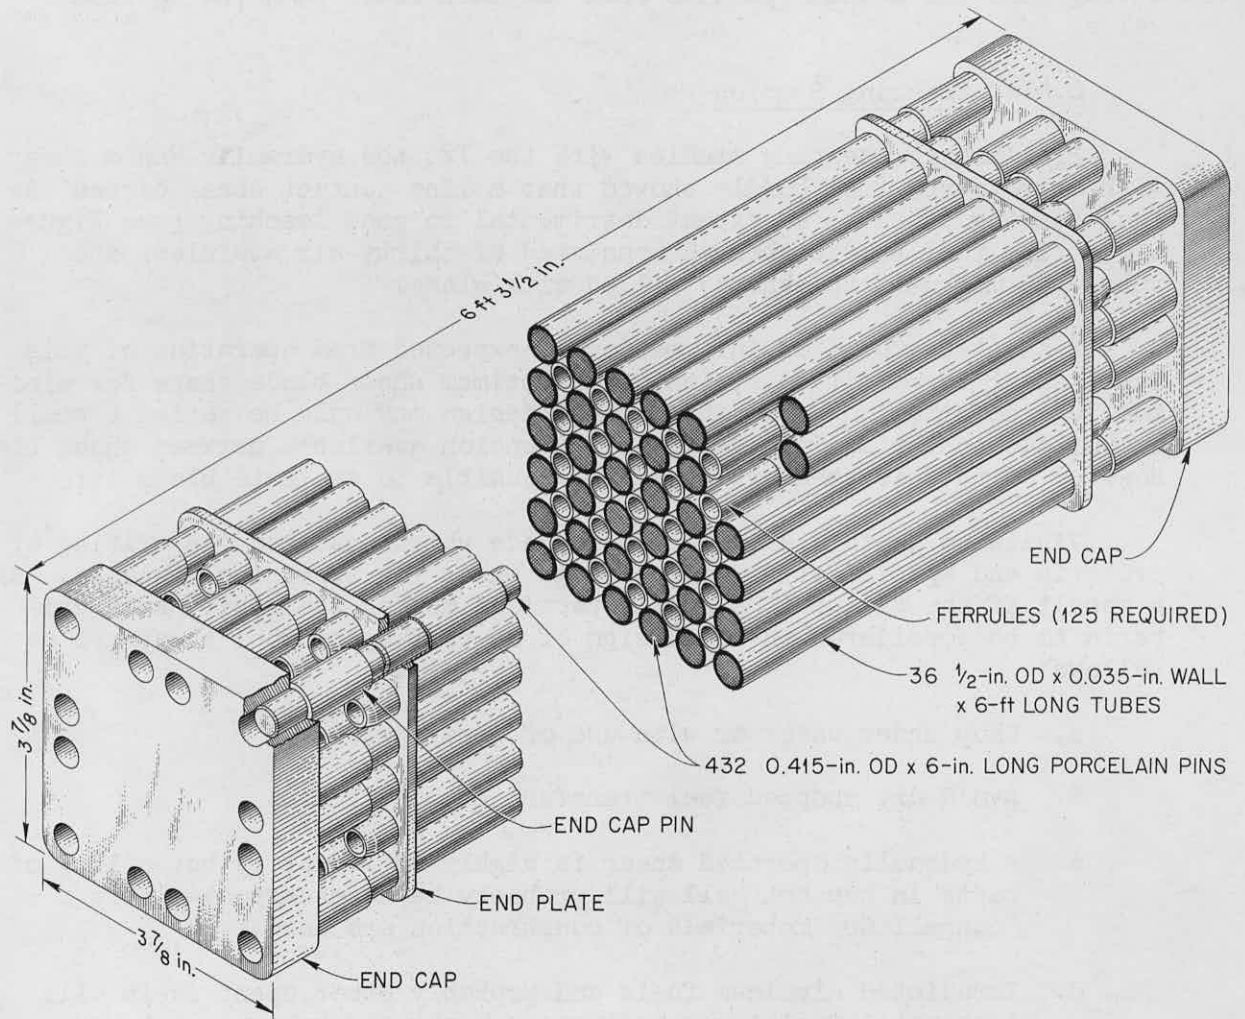 6 ft 3 1/2 in.
END CAP
FERRULES (125 REQUIRED)
36 1/2-in. OD x 0.035-in. WALL
x 6-ft LONG TUBES
432 0.415-in. OD x 6-in. LONG PORCELAIN PINS
3 7/8 in.
END CAP PIN
END PLATE
3 7/8 in.
END CAP